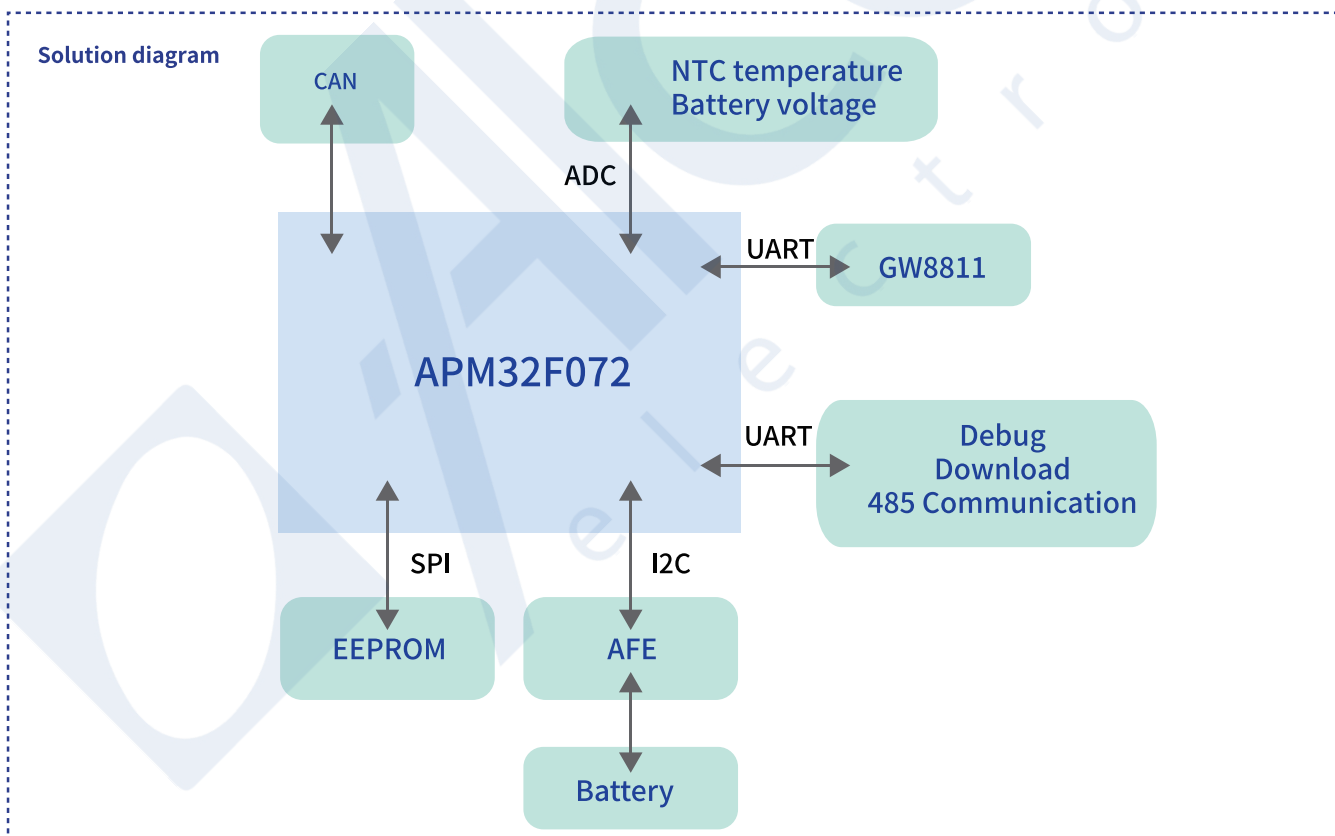 Solution diagram
CAN
NTC temperature
Battery voltage
ADC
UART
GW8811
APM32F072
UART
Debug
Download
485 Communication
SPI
I2C
EEPROM
AFE
Battery
e l e c t r o